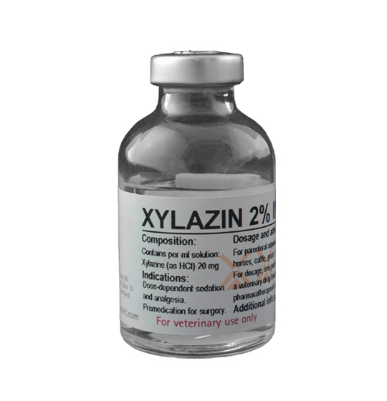 XYLAZIN 2%
Composition:
Contains per ml solution
Xylazine (as HCl) 20 mg
Indications:
Dose-dependent sedation
and analgesia.
Premedication for surgery.
For veterinary use only
Dosage and
For parenteral
horses, cattle,
For dosage,
a veterinary drug
Additional